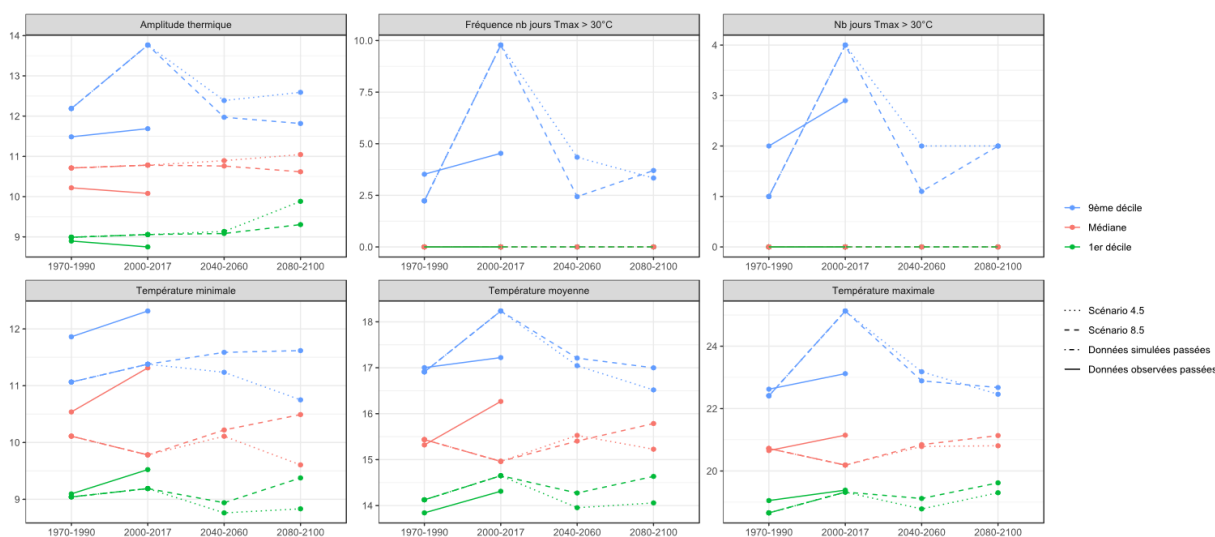 Amplitude thermique
Fréquence nb jours Tmax > 30°C
Nb jours Tmax > 30°C
14
13
12
11
10
9
1970-1990 2000-2017 2040-2060 2080-2100
10.0
7.5
5.0
2.5
0.0
1970-1990 2000-2017 2040-2060 2080-2100
4
3
2
1
0
1970-1990 2000-2017 2040-2060 2080-2100
Température minimale
Température moyenne
Température maximale
12
11
10
9
1970-1990 2000-2017 2040-2060 2080-2100
18
17
16
15
14
1970-1990 2000-2017 2040-2060 2080-2100
24
22
20
1970-1990 2000-2017 2040-2060 2080-2100
9ème décile
Médiane
1er décile
Scénario 4.5
Scénario 8.5
Données simulées passées
Données observées passées